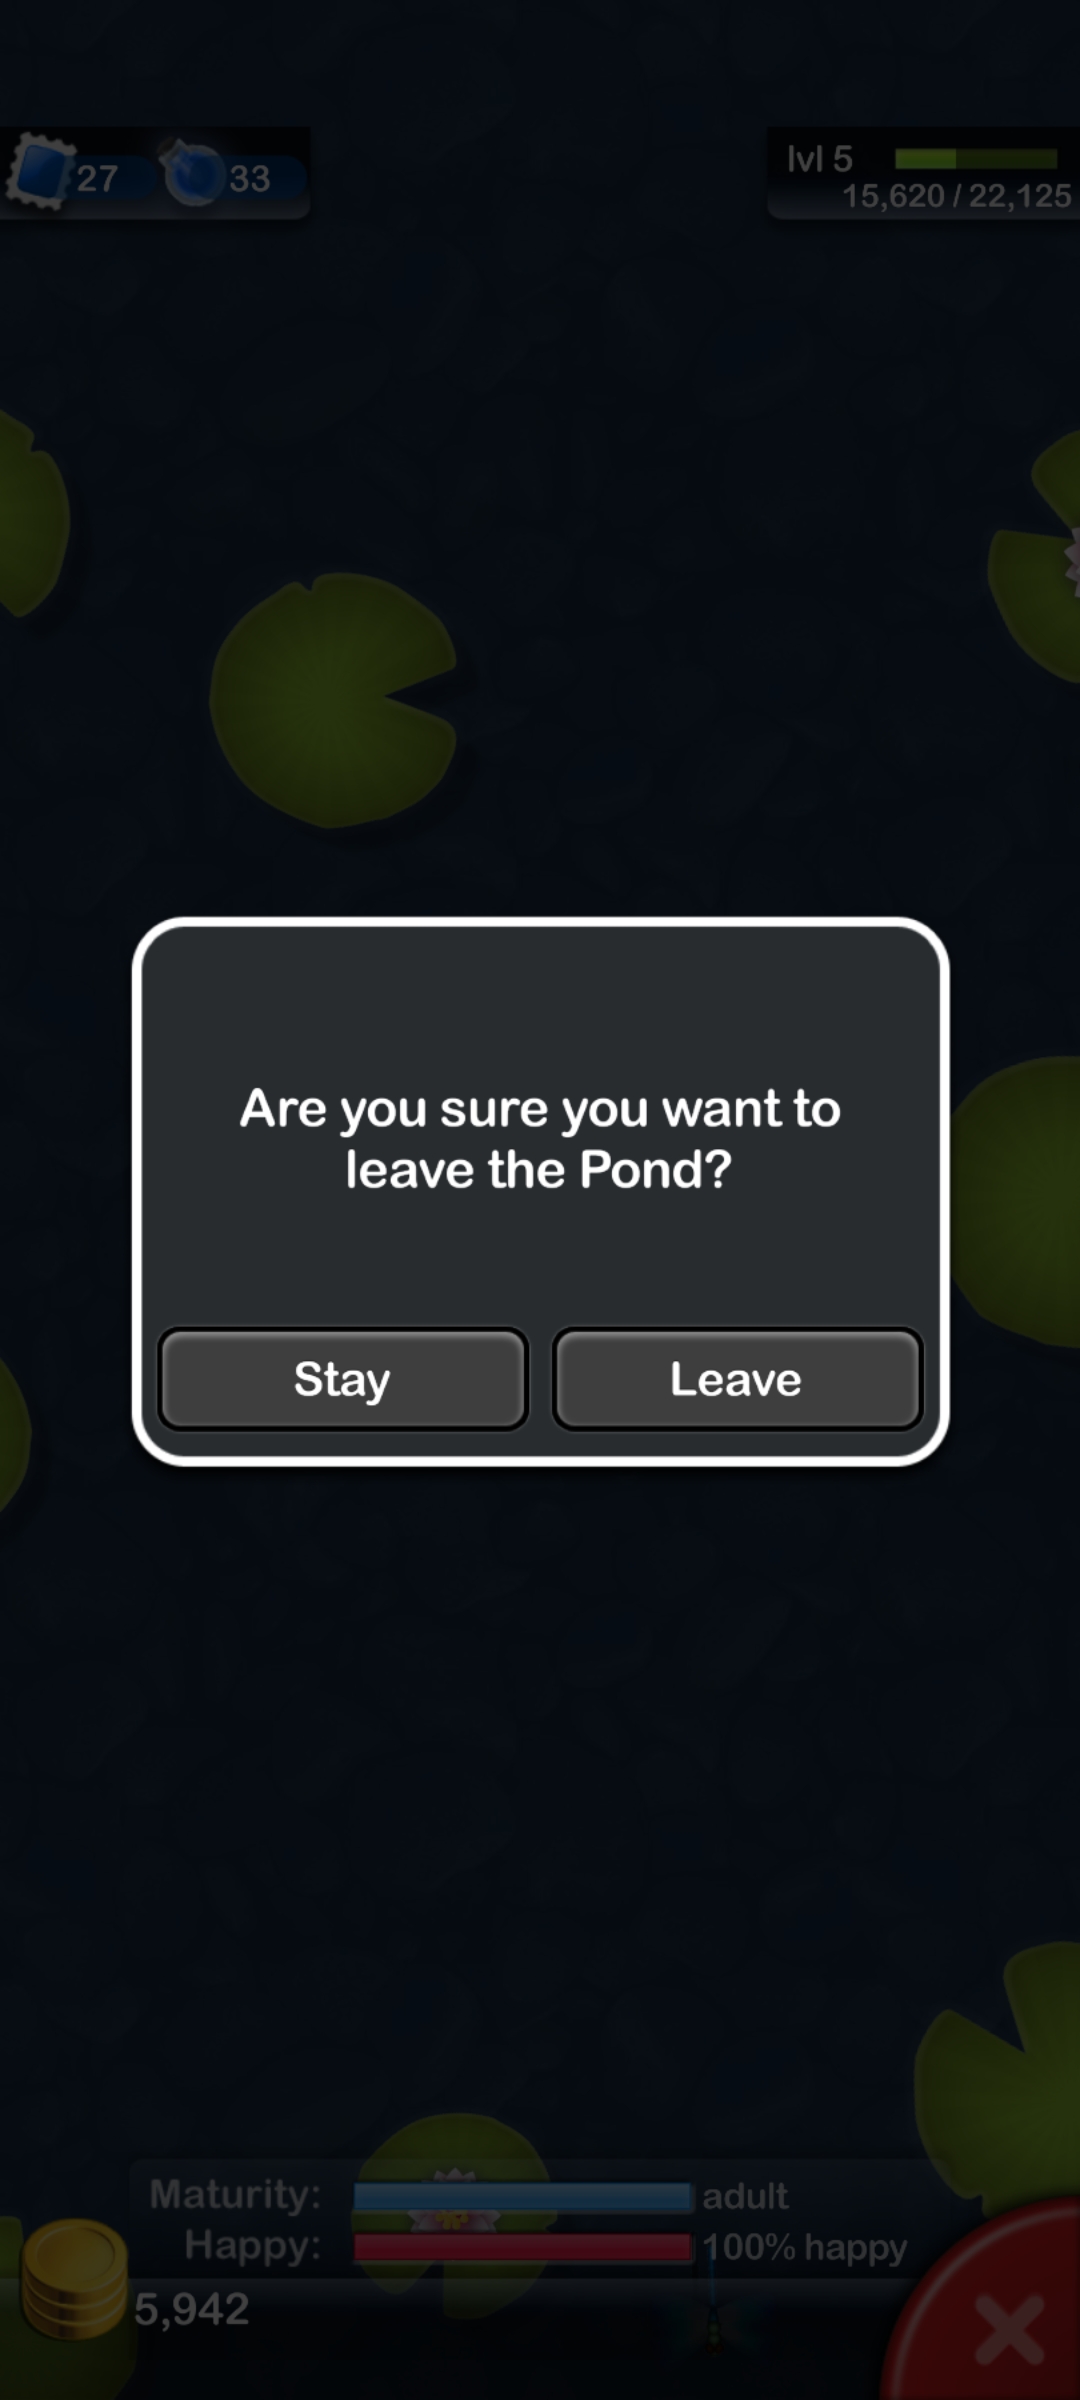 27
33
lvl 5
15,620 / 22,125
Are you sure you want to
leave the Pond?
Stay
Leave
Maturity:
adult
Happy:
100% happy
5,942